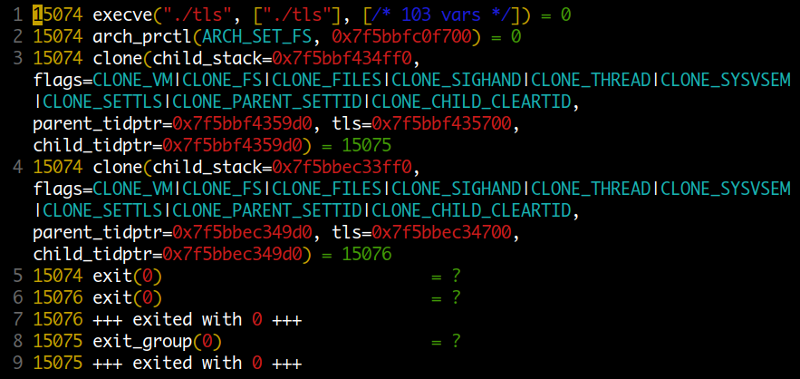 1 15074 execve("./tls", ["./tls"], [/* 103 vars */]) = 0
2 15074 arch_prctl(ARCH_SET_FS, 0x7f5bbfc0f700) = 0
3 15074 clone(child_stack=0x7f5bbf434ff0,
flags=CLONE_VM|CLONE_FS|CLONE_FILES|CLONE_SIGHAND|CLONE_THREAD|CLONE_SYSVSEM
|CLONE_SETTLS|CLONE_PARENT_SETTID|CLONE_CHILD_CLEARTID,
parent_tidptr=0x7f5bbf4359d0, tls=0x7f5bbf435700,
child_tidptr=0x7f5bbf4359d0) = 15075
4 15074 clone(child_stack=0x7f5bbec33ff0,
flags=CLONE_VM|CLONE_FS|CLONE_FILES|CLONE_SIGHAND|CLONE_THREAD|CLONE_SYSVSEM
|CLONE_SETTLS|CLONE_PARENT_SETTID|CLONE_CHILD_CLEARTID,
parent_tidptr=0x7f5bbec349d0, tls=0x7f5bbec34700,
child_tidptr=0x7f5bbec349d0) = 15076
5 15074 exit(0) = ?
6 15076 exit(0) = ?
7 15076 +++ exited with 0 +++
8 15075 exit_group(0) = ?
9 15075 +++ exited with 0 +++